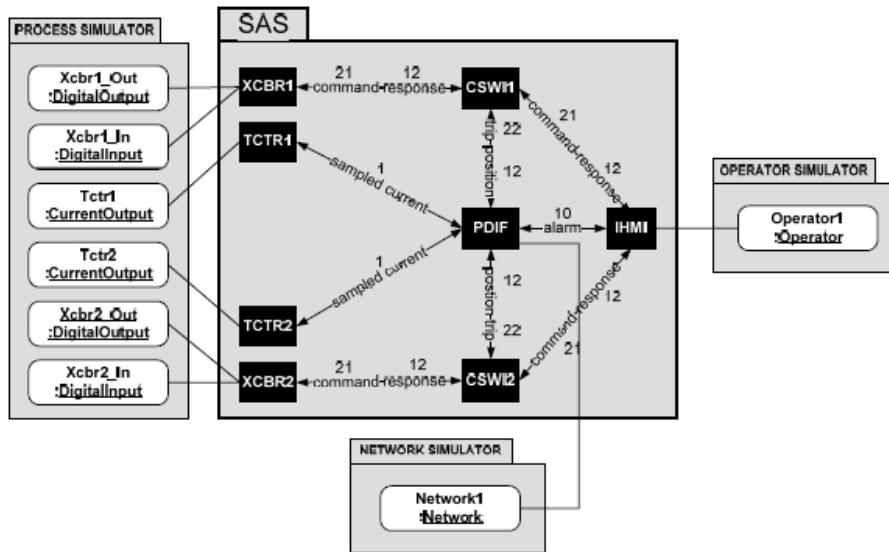 PROCESS SIMULATOR
Xcbr1_Out
:DigitalOutput
Xcbr1_In
:DigitalInput
Tctr1
:CurrentOutput
Tctr2
:CurrentOutput
Xcbr2_Out
:DigitalOutput
Xcbr2_In
:DigitalInput
SAS
XCBR1
21 12
command-response
CSWI1
TCTR1
1
sampled current
22
trip-position
12
21
command-response
12
PDIF
10
alarm
IHMI
1
sampled current
12
postion-trip
22
12
command-response
21
TCTR2
XCBR2
21 12
command-response
CSWI2
OPERATOR SIMULATOR
Operator1
:Operator
NETWORK SIMULATOR
Network1
:Network